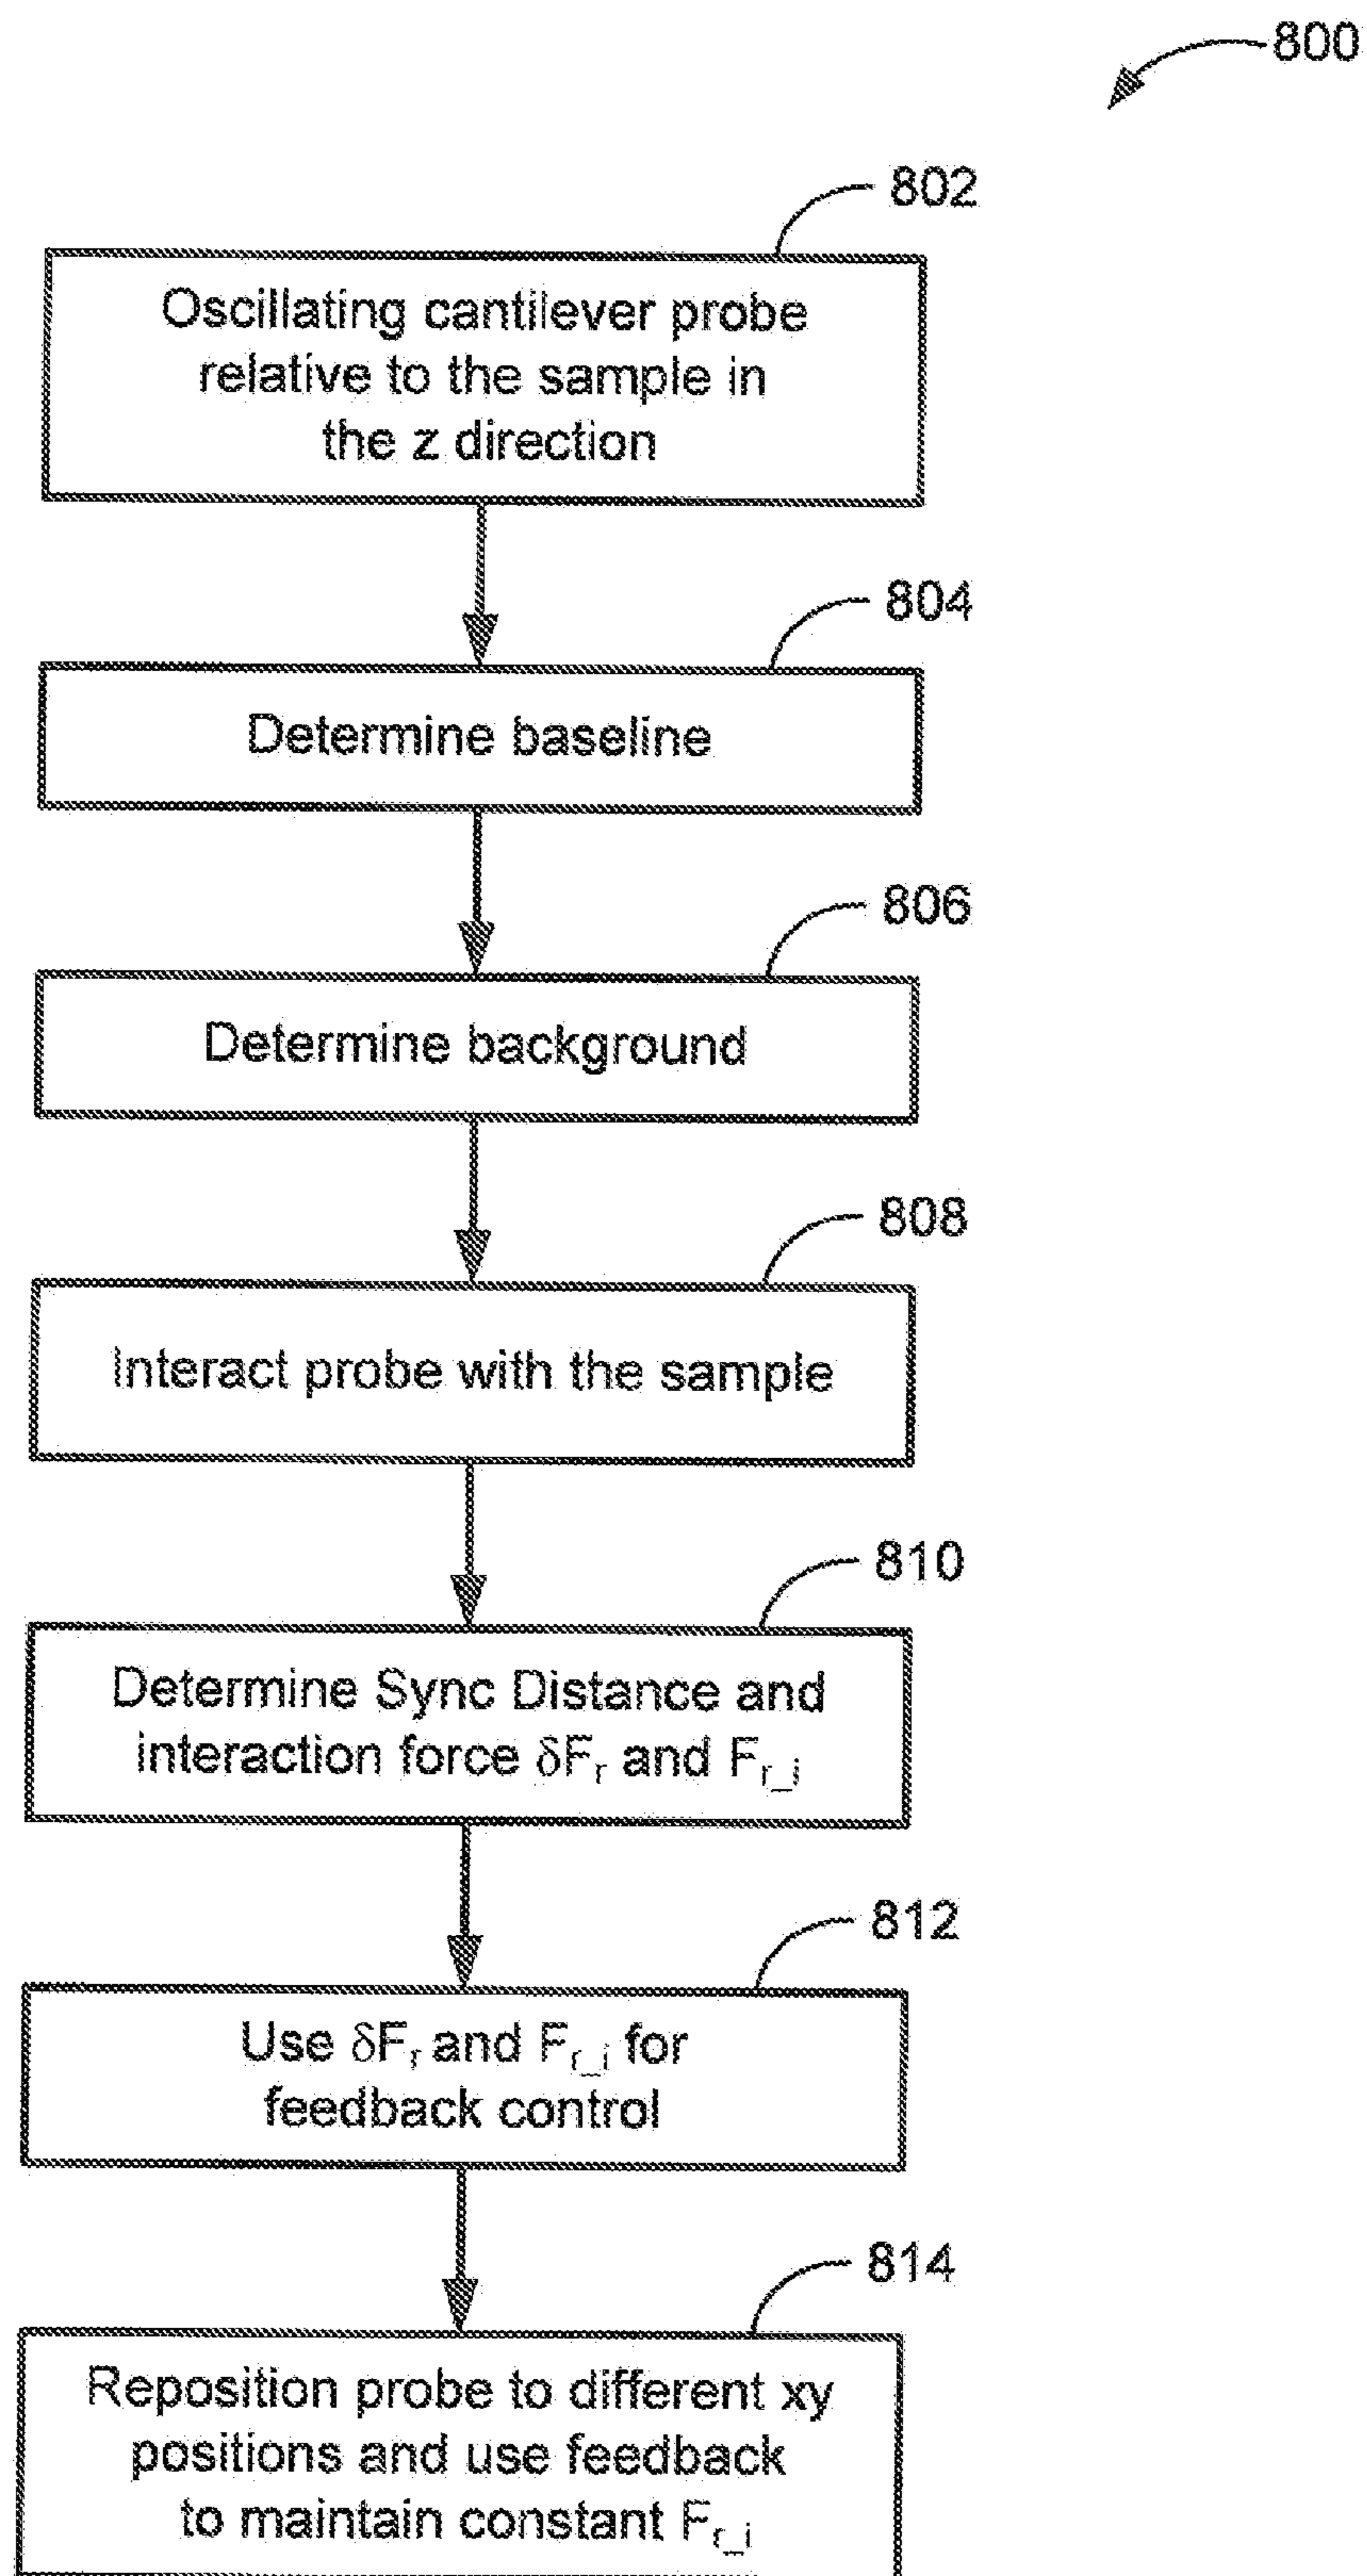 800
802
Oscillating cantilever probe
relative to the sample in
the z direction
804
Determine baseline
806
Determine background
808
Interact probe with the sample
810
Determine Sync Distance and
interaction force δFr and Fr_i
812
Use δFr and Fr_i for
feedback control
814
Reposition probe to different xy
positions and use feedback
to maintain constant Fr_i